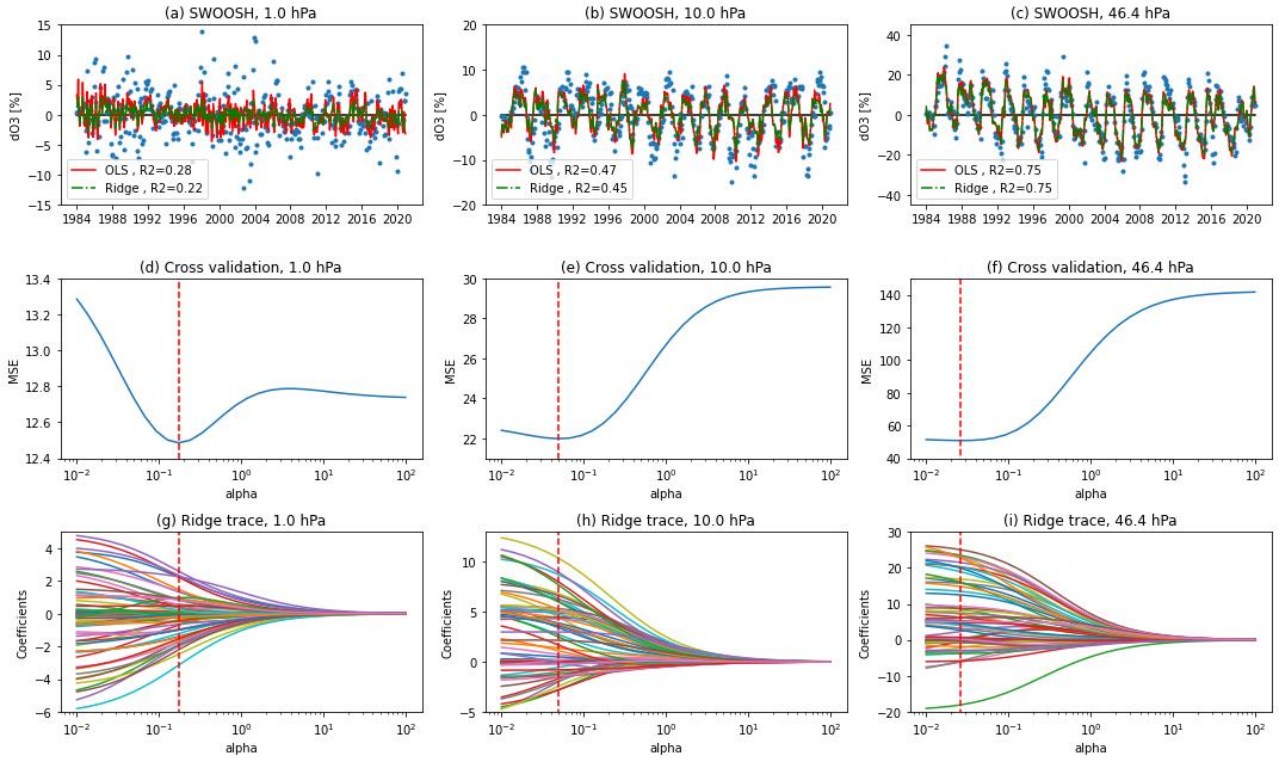 (a) SWOOSH, 1.0 hPa
15
10
5
0
−5
−10
−15
dO3 [%]
OLS , R2=0.28
Ridge , R2=0.22
1984 1988 1992 1996 2000 2004 2008 2012 2016 2020
(b) SWOOSH, 10.0 hPa
20
10
0
−10
−20
dO3 [%]
OLS , R2=0.47
Ridge , R2=0.45
1984 1988 1992 1996 2000 2004 2008 2012 2016 2020
(c) SWOOSH, 46.4 hPa
40
20
0
−20
−40
dO3 [%]
OLS , R2=0.75
Ridge , R2=0.75
1984 1988 1992 1996 2000 2004 2008 2012 2016 2020
(d) Cross validation, 1.0 hPa
13.4
13.2
13.0
12.8
12.6
12.4
MSE
10⁻² 10⁻¹ 10⁰ 10¹ 10²
alpha
(e) Cross validation, 10.0 hPa
30
28
26
24
22
MSE
10⁻² 10⁻¹ 10⁰ 10¹ 10²
alpha
(f) Cross validation, 46.4 hPa
140
120
100
80
60
40
MSE
10⁻² 10⁻¹ 10⁰ 10¹ 10²
alpha
(g) Ridge trace, 1.0 hPa
4
2
0
−2
−4
−6
Coefficients
10⁻² 10⁻¹ 10⁰ 10¹ 10²
alpha
(h) Ridge trace, 10.0 hPa
10
5
0
−5
Coefficients
10⁻² 10⁻¹ 10⁰ 10¹ 10²
alpha
(i) Ridge trace, 46.4 hPa
30
20
10
0
−10
−20
Coefficients
10⁻² 10⁻¹ 10⁰ 10¹ 10²
alpha